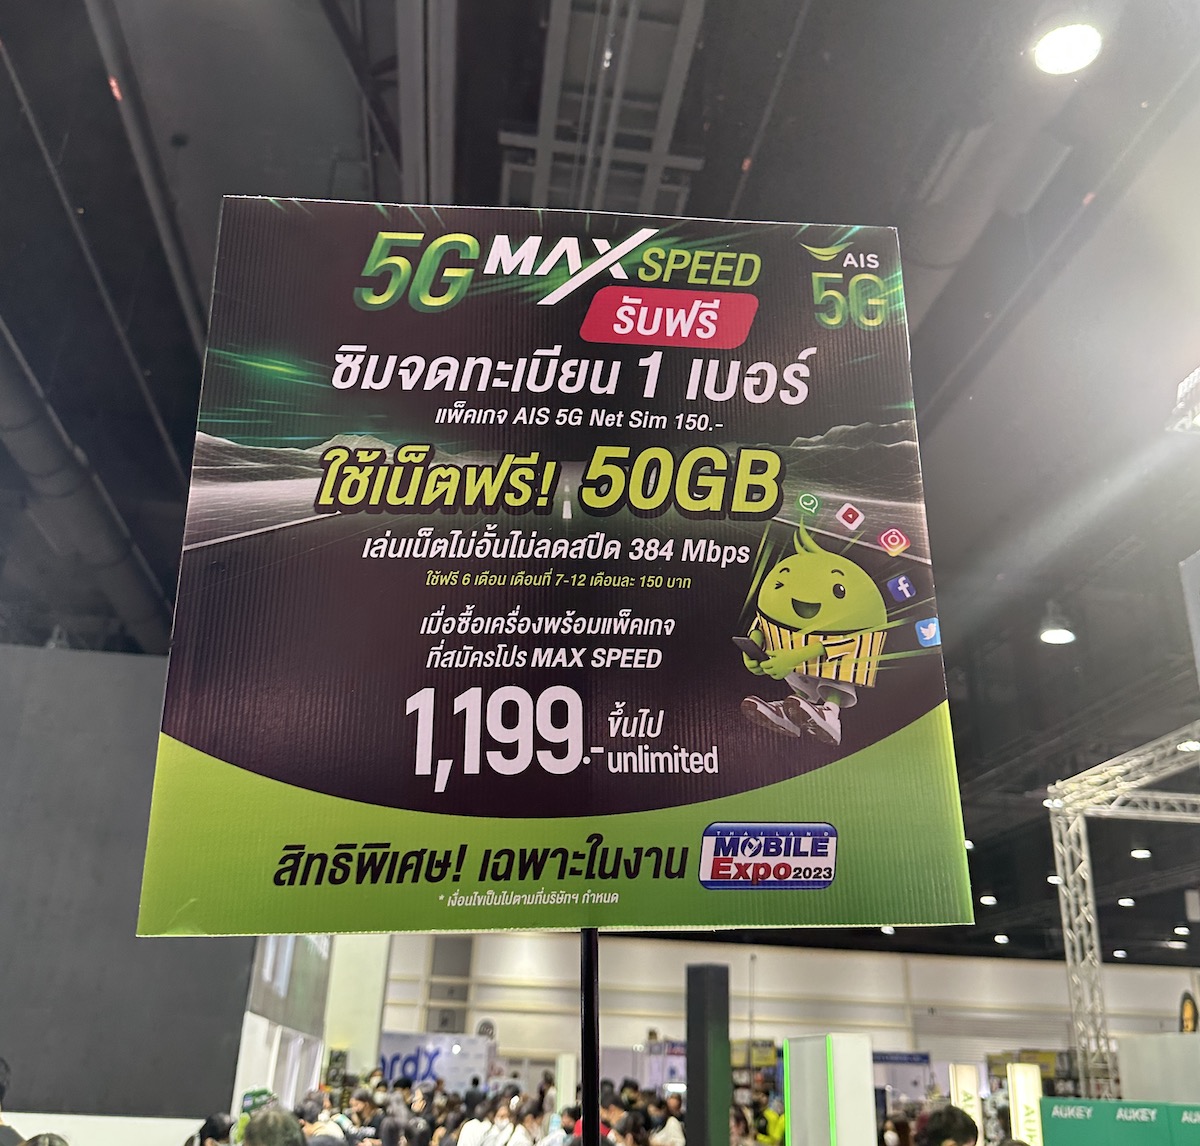 5G MAX SPEED
AIS
5G
รับฟรี
ซิมจดทะเบียน 1 เบอร์
แพ็คเกจ AIS 5G Net Sim 150.-
ใช้เน็ตฟรี! 50GB
เล่นเน็ตไม่อั้นไม่ลดสปีด 384 Mbps
ใช้ฟรี 6 เดือน เดือนที่ 7-12 เดือนละ 150 บาท
เมื่อซื้อเครื่องพร้อมแพ็คเกจ
ที่สมัครโปร MAX SPEED
1,199.- ขึ้นไป
unlimited
สิทธิพิเศษ! เฉพาะในงาน
THAILAND
MOBILE
Expo 2023
* เงื่อนไขเป็นไปตามที่บริษัทฯ กำหนด
AUKEY AUKEY